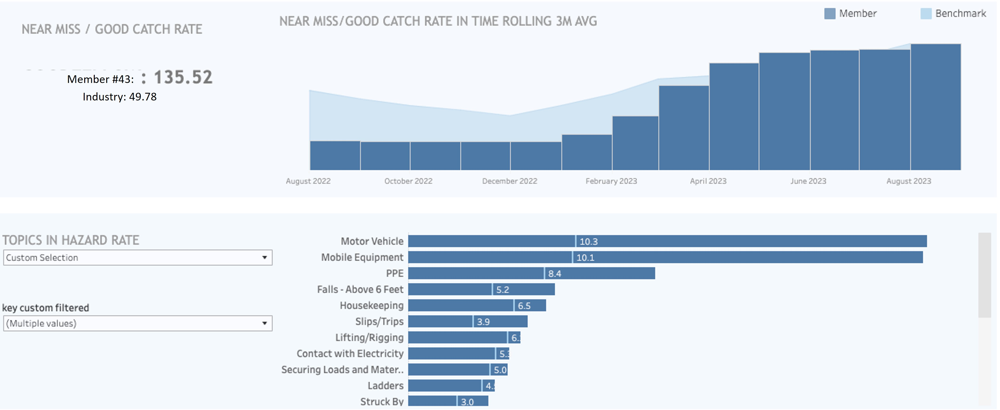 Member
Benchmark
NEAR MISS / GOOD CATCH RATE
Member #43: : 135.52
Industry: 49.78
NEAR MISS/GOOD CATCH RATE IN TIME ROLLING 3M AVG
August 2022
October 2022
December 2022
February 2023
April 2023
June 2023
August 2023
TOPICS IN HAZARD RATE
Custom Selection
key custom filtered
(Multiple values)
Motor Vehicle 10.3
Mobile Equipment 10.1
PPE 8.4
Falls - Above 6 Feet 5.2
Housekeeping 6.5
Slips/Trips 3.9
Lifting/Rigging
Contact with Electricity
Securing Loads and Mater.. 5.0
Ladders
Struck By 3.0